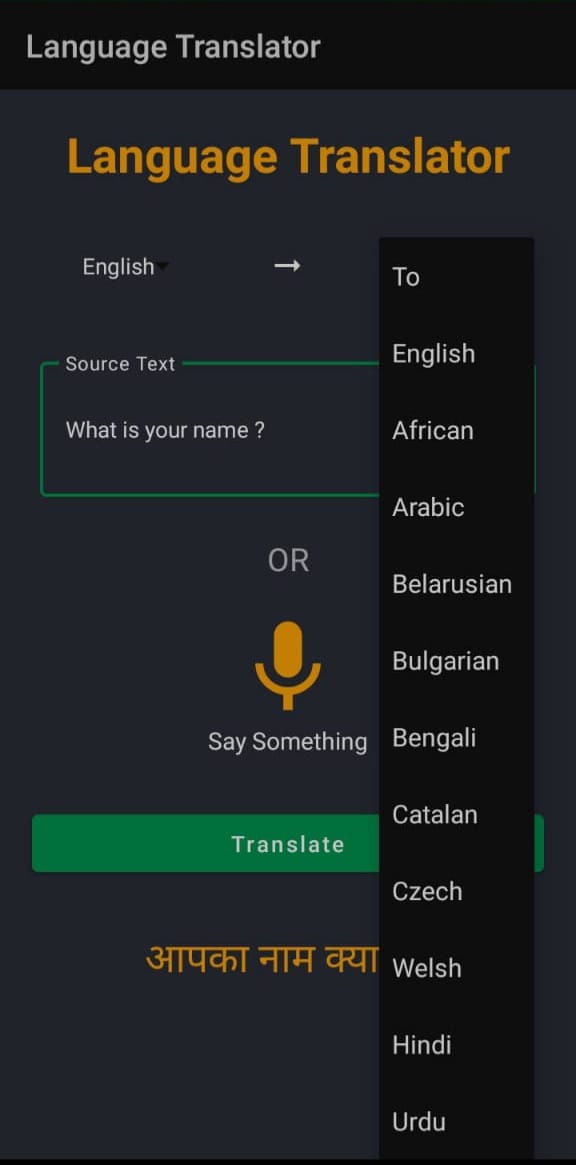 Language Translator
Language Translator
English →
To
English
African
Arabic
Belarusian
Bulgarian
Bengali
Catalan
Czech
Welsh
Hindi
Urdu
Source Text
What is your name ?
OR
Say Something
Translate
आपका नाम क्या